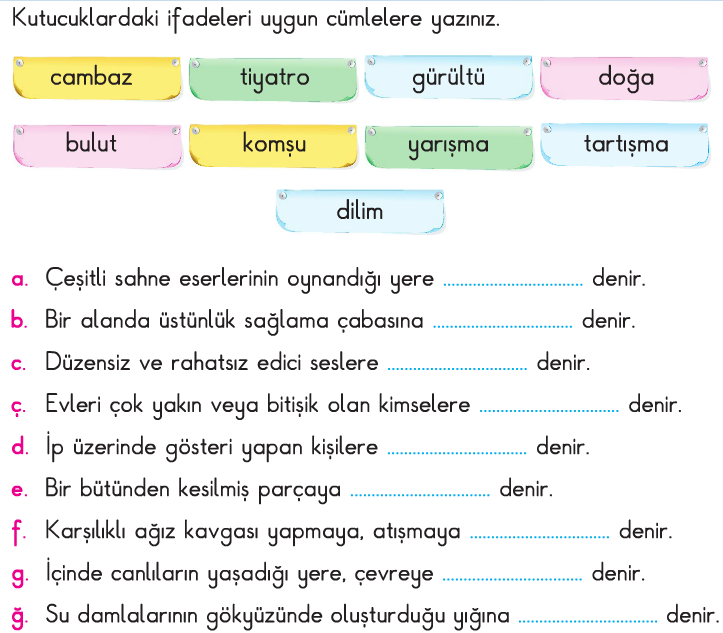 Kutucuklardaki ifadeleri uygun cümlelere yazınız.
cambaz tiyatro gürültü doğa
bulut komşu yarışma tartışma
dilim
a. Çeşitli sahne eserlerinin oynandığı yere ................................ denir.
b. Bir alanda üstünlük sağlama çabasına ................................ denir.
c. Düzensiz ve rahatsız edici seslere ................................ denir.
ç. Evleri çok yakın veya bitişik olan kimselere ................................ denir.
d. İp üzerinde gösteri yapan kişilere ................................ denir.
e. Bir bütünden kesilmiş parçaya ................................ denir.
f. Karşılıklı ağız kavgası yapmaya, atışmaya ................................ denir.
g. İçinde canlıların yaşadığı yere, çevreye ................................ denir.
ğ. Su damlalarının gökyüzünde oluşturduğu yığına ................................ denir.